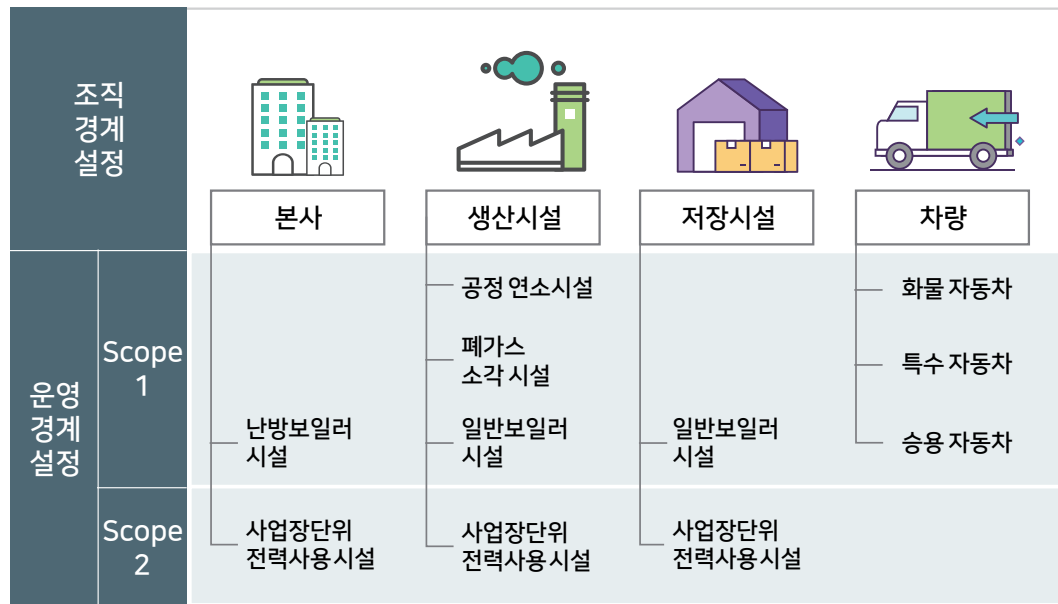 조직
경계
설정
본사
생산시설
저장시설
차량
운영
경계
설정
Scope
1
공정 연소시설
화물 자동차
폐가스
소각 시설
특수 자동차
난방보일러
시설
일반보일러
시설
일반보일러
시설
승용 자동차
Scope
2
사업장단위
전력사용시설
사업장단위
전력사용시설
사업장단위
전력사용시설